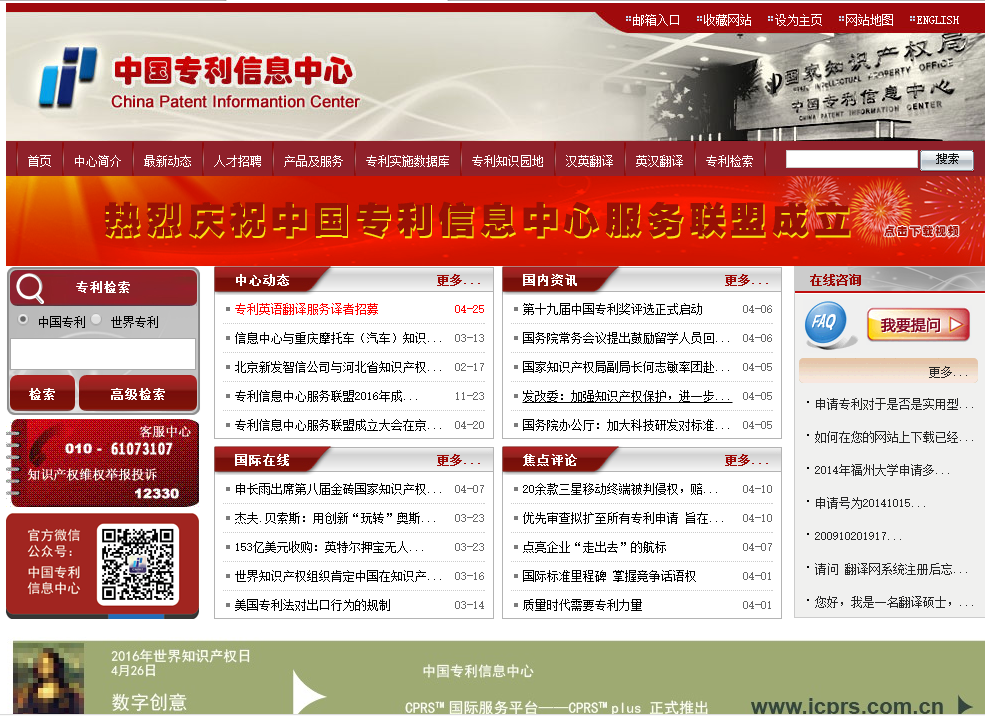 邮箱入口 收藏网站 设为主页 网站地图 ENGLISH
中国专利信息中心
China Patent Informantion Center
国家知识产权局
INTELLECTUAL PROPERTY OFFICE
中国专利信息中心
CHINA PATENT INFORMATION CENTER
首页 中心简介 最新动态 人才招聘 产品及服务 专利实施数据库 专利知识园地 汉英翻译 英汉翻译 专利检索 搜索
热烈庆祝中国专利信息中心服务联盟成立
点击下载视频
专利检索
中国专利 世界专利
检索 高级检索
客服中心
010 - 61073107
知识产权维权举报投诉
12330
官方微信
公众号：
中国专利
信息中心
中心动态 更多...
专利英语翻译服务译者招募 04-25
信息中心与重庆摩托车（汽车）知识... 03-13
北京新发智信公司与河北省知识产权... 02-17
专利信息中心服务联盟2016年成... 11-23
专利信息中心服务联盟成立大会在京... 04-20
国内资讯 更多...
第十九届中国专利奖评选正式启动 04-06
国务院常务会议提出鼓励留学人员回... 04-06
国家知识产权局副局长何志敏率团赴... 04-05
发改委：加强知识产权保护，进一步... 04-05
国务院办公厅：加大科技研发对标准... 04-05
国际在线 更多...
申长雨出席第八届金砖国家知识产权... 04-07
杰夫.贝索斯：用创新“玩转”奥斯... 03-23
153亿美元收购：英特尔押宝无人... 03-23
世界知识产权组织肯定中国在知识产... 03-16
美国专利法对出口行为的规制 03-14
焦点评论 更多...
20余款三星移动终端被判侵权，赔... 04-10
优先审查拟扩至所有专利申请 旨在... 04-10
点亮企业“走出去”的航标 04-07
国际标准里程碑 掌握竞争话语权 04-01
质量时代需要专利力量 04-01
在线咨询
FAQ 我要提问
更多...
申请专利对于是否是实用型...
如何在您的网站上下载已经...
2014年福州大学申请多...
申请号为20141015...
200910201917...
请问 翻译网系统注册后忘...
您好，我是一名翻译硕士，...
2016年世界知识产权日
4月26日
数字创意
中国专利信息中心
CPRS™ 国际服务平台——CPRS™ plus 正式推出
www.icprs.com.cn